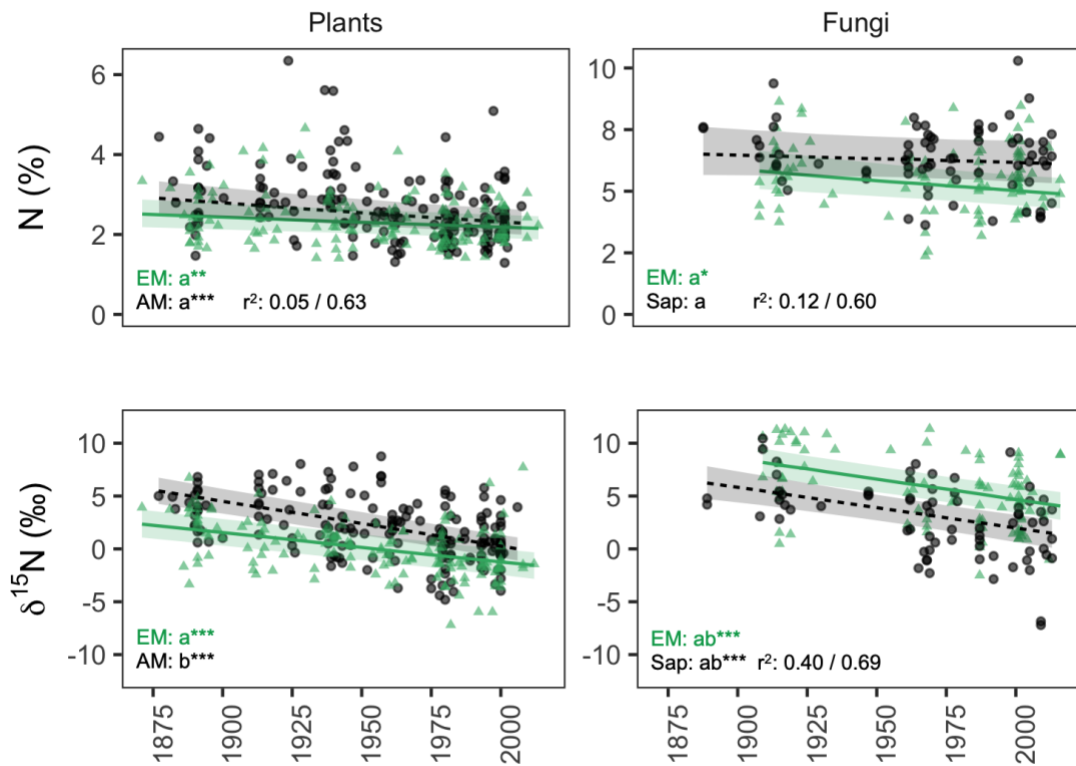 Plants
Fungi
N (%)
6
4
2
0
EM: a**
AM: a***
r²: 0.05 / 0.63
10
8
5
2
0
EM: a*
Sap: a
r²: 0.12 / 0.60
δ¹⁵N (‰)
10
5
0
-5
-10
EM: a***
AM: b***
10
5
0
-5
-10
EM: ab***
Sap: ab*** r²: 0.40 / 0.69
1875
1900
1925
1950
1975
2000
1875
1900
1925
1950
1975
2000